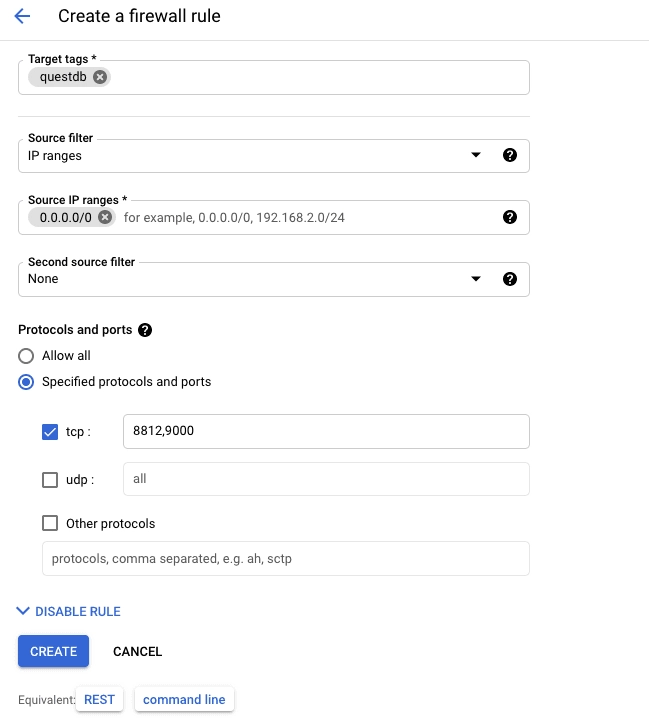 Create a firewall rule
Target tags *
questdb
Source filter
IP ranges
Source IP ranges *
0.0.0.0/0 for example, 0.0.0.0/0, 192.168.2.0/24
Second source filter
None
Protocols and ports
Allow all
Specified protocols and ports
tcp : 8812,9000
udp : all
Other protocols
protocols, comma separated, e.g. ah, sctp
DISABLE RULE
CREATE CANCEL
Equivalent: REST command line